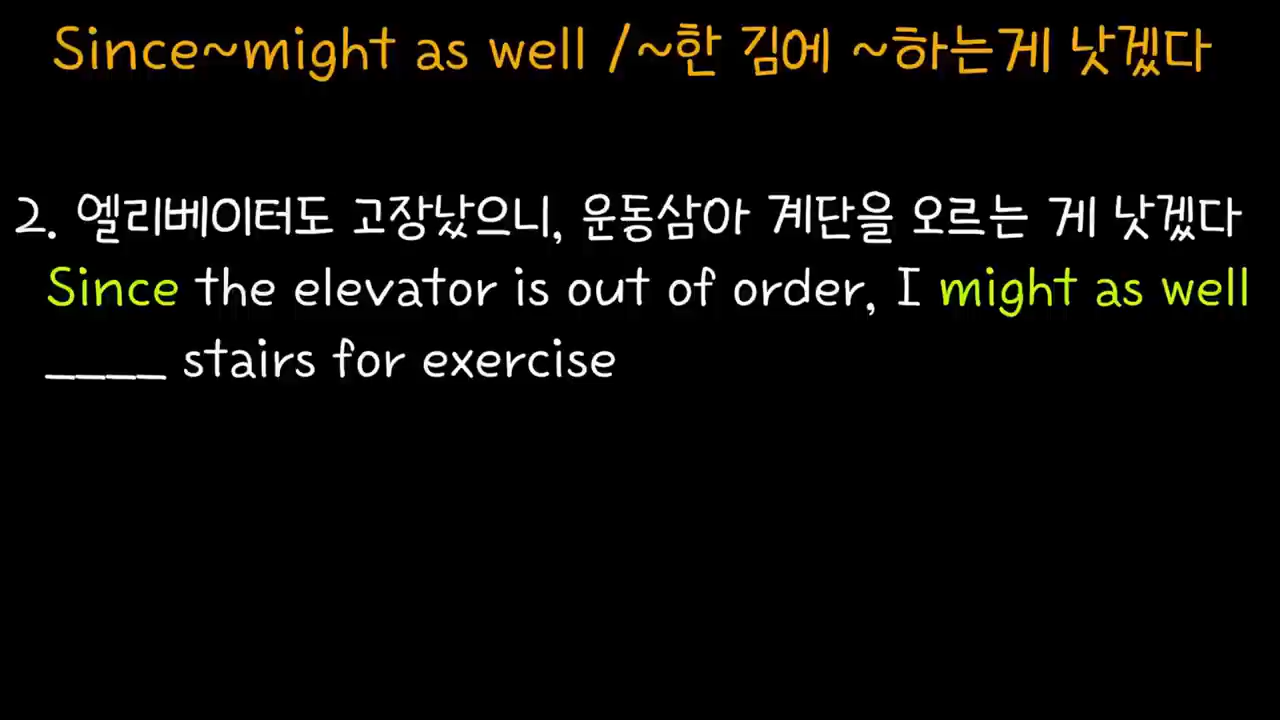 Since~might as well /~한 김에 ~하는게 낫겠다
2. 엘리베이터도 고장났으니, 운동삼아 계단을 오르는 게 낫겠다
Since the elevator is out of order, I might as well
____ stairs for exercise